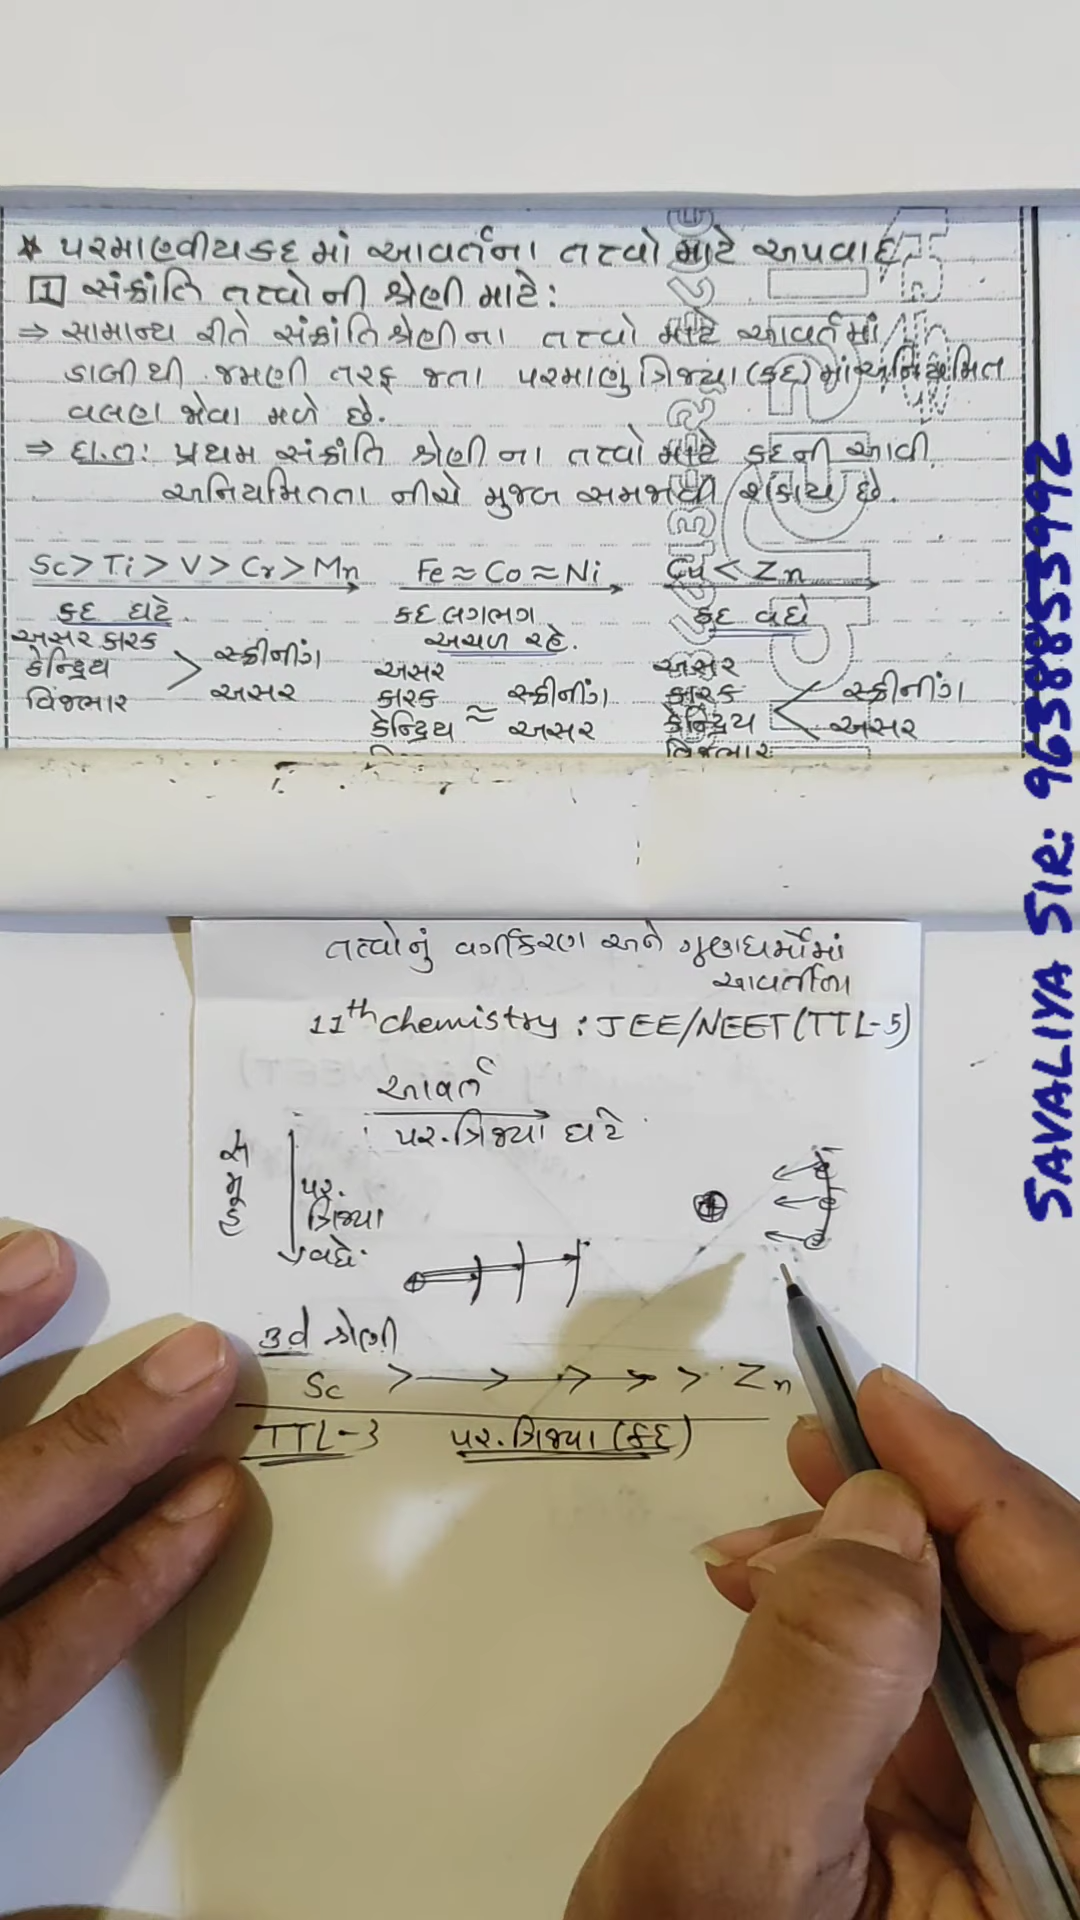 * પરમાણ્વીય કદ માં આવર્તના તત્વો માટે અપવાદ
1 સંક્રાંતિ તત્વો ની શ્રેણી માટે:
⇒ સામાન્ય રીતે સંક્રાંતિ શ્રેણી ના તત્વો માટે આવર્તમાં
ડાબી થી જમણી તરફ જતા પરમાણુ ત્રિજ્યા (કદ) માં અનિયમિત
વલણ જોવા મળે છે.
⇒ દા.ત: પ્રથમ સંક્રાંતિ શ્રેણી ના તત્વો માટે કદ ની આવી
અનિયમિતતા નીચે મુજબ સમજાવી શકાય છે.
Sc > Ti > V > Cr > Mn Fe ≈ Co ≈ Ni Cu < Zn
કદ ઘટે કદ લગભગ અચળ રહે. કદ વધે
અસર કારક કેન્દ્રિય વિજભાર > સ્ક્રીનીંગ અસર
અસર કારક કેન્દ્રિય ≈ સ્ક્રીનીંગ અસર
અસર કારક કેન્દ્રિય વિજભાર < સ્ક્રીનીંગ અસર
SAVALIYA SIR: 9638855992
તત્વોનું વર્ગીકરણ અને ગુણધર્મોમાં
આવર્તીતા
11th chemistry: JEE/NEET (TTL-5)
આવર્ત
પર. ત્રિજ્યા ઘટે
સમૂહ
પર.
ત્રિજ્યા
વધે
3d શ્રેણી
Sc > > > > > Zn
TTL-3 પર. ત્રિજ્યા (કદ)